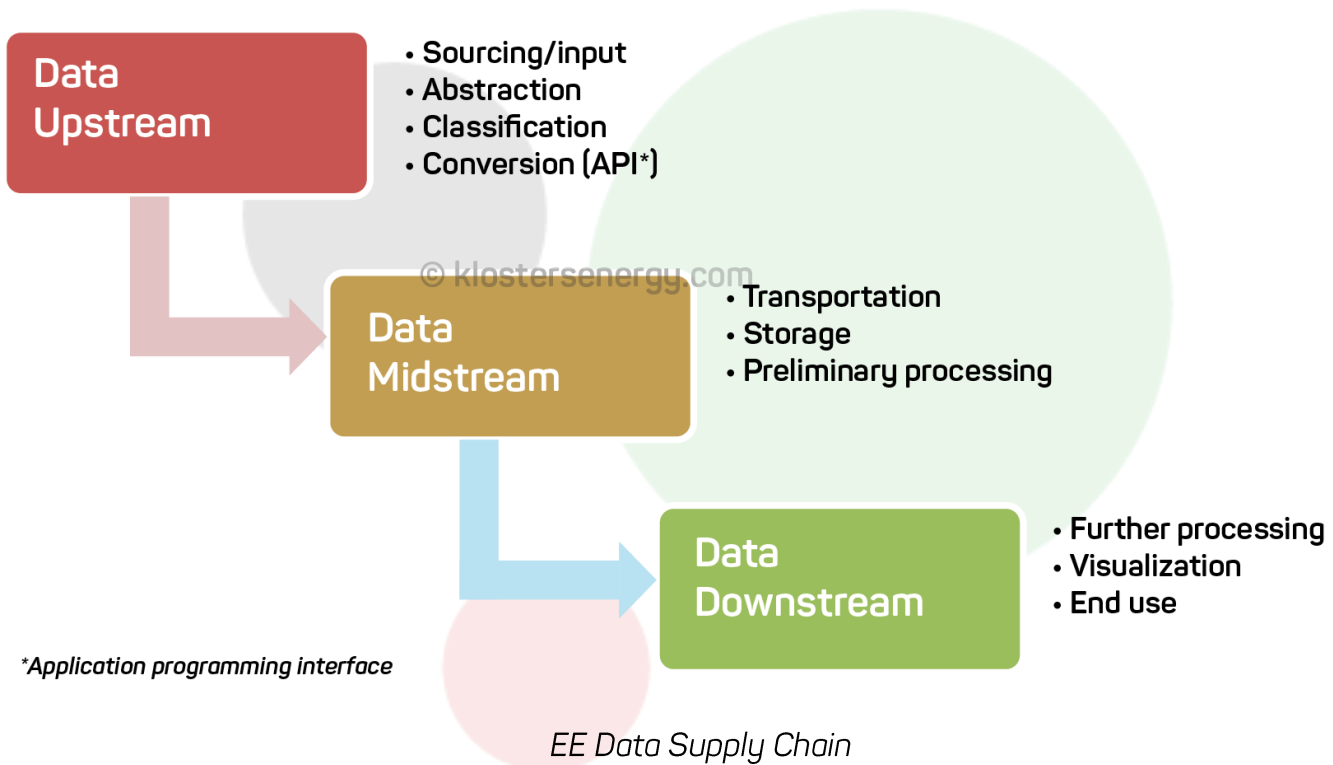 Data
Upstream
• Sourcing/input
• Abstraction
• Classification
• Conversion (API*)
© klostersenergy.com
Data
Midstream
• Transportation
• Storage
• Preliminary processing
Data
Downstream
• Further processing
• Visualization
• End use
*Application programming interface
EE Data Supply Chain